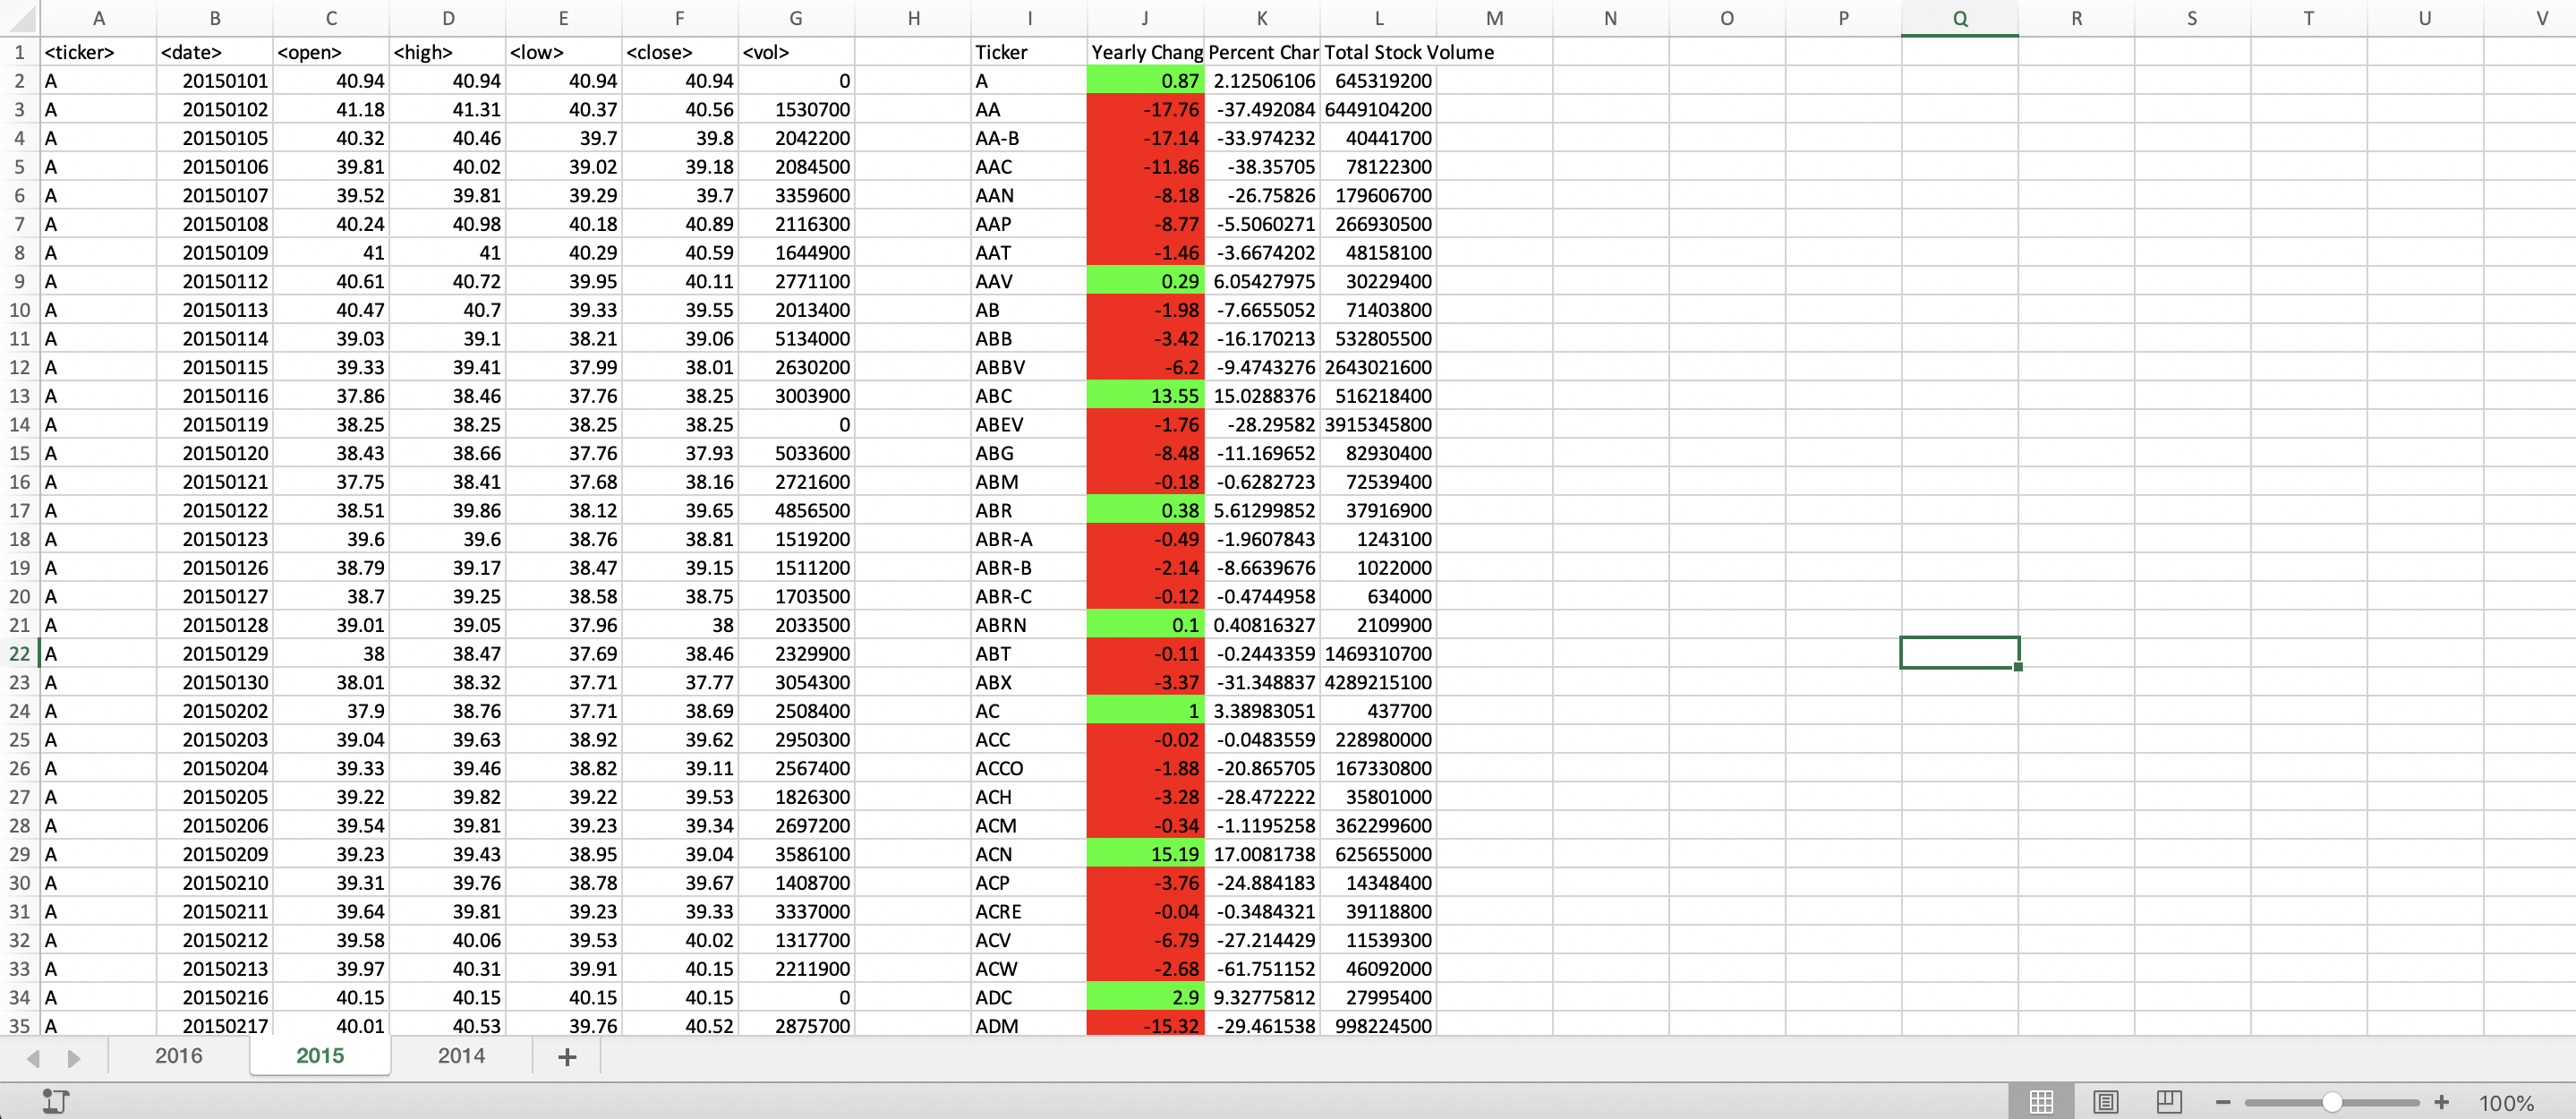 A B C D E F G H I J K L M N O P Q R S T U V
1 <ticker> <date> <open> <high> <low> <close> <vol> Ticker Yearly Chang Percent Char Total Stock Volume
2 A 20150101 40.94 40.94 40.94 40.94 0 A 0.87 2.12506106 645319200
3 A 20150102 41.18 41.31 40.37 40.56 1530700 AA -17.76 -37.492084 6449104200
4 A 20150105 40.32 40.46 39.7 39.8 2042200 AA-B -17.14 -33.974232 40441700
5 A 20150106 39.81 40.02 39.02 39.18 2084500 AAC -11.86 -38.35705 78122300
6 A 20150107 39.52 39.81 39.29 39.7 3359600 AAN -8.18 -26.75826 179606700
7 A 20150108 40.24 40.98 40.18 40.89 2116300 AAP -8.77 -5.5060271 266930500
8 A 20150109 41 41 40.29 40.59 1644900 AAT -1.46 -3.6674202 48158100
9 A 20150112 40.61 40.72 39.95 40.11 2771100 AAV 0.29 6.05427975 30229400
10 A 20150113 40.47 40.7 39.33 39.55 2013400 AB -1.98 -7.6655052 71403800
11 A 20150114 39.03 39.1 38.21 39.06 5134000 ABB -3.42 -16.170213 532805500
12 A 20150115 39.33 39.41 37.99 38.01 2630200 ABBV -6.2 -9.4743276 2643021600
13 A 20150116 37.86 38.46 37.76 38.25 3003900 ABC 13.55 15.0288376 516218400
14 A 20150119 38.25 38.25 38.25 38.25 0 ABEV -1.76 -28.29582 3915345800
15 A 20150120 38.43 38.66 37.76 37.93 5033600 ABG -8.48 -11.169652 82930400
16 A 20150121 37.75 38.41 37.68 38.16 2721600 ABM -0.18 -0.6282723 72539400
17 A 20150122 38.51 39.86 38.12 39.65 4856500 ABR 0.38 5.61299852 37916900
18 A 20150123 39.6 39.6 38.76 38.81 1519200 ABR-A -0.49 -1.9607843 1243100
19 A 20150126 38.79 39.17 38.47 39.15 1511200 ABR-B -2.14 -8.6639676 1022000
20 A 20150127 38.7 39.25 38.58 38.75 1703500 ABR-C -0.12 -0.4744958 634000
21 A 20150128 39.01 39.05 37.96 38 2033500 ABRN 0.1 0.40816327 2109900
22 A 20150129 38 38.47 37.69 38.46 2329900 ABT -0.11 -0.2443359 1469310700
23 A 20150130 38.01 38.32 37.71 37.77 3054300 ABX -3.37 -31.348837 4289215100
24 A 20150202 37.9 38.76 37.71 38.69 2508400 AC 1 3.38983051 437700
25 A 20150203 39.04 39.63 38.92 39.62 2950300 ACC -0.02 -0.0483559 228980000
26 A 20150204 39.33 39.46 38.82 39.11 2567400 ACCO -1.88 -20.865705 167330800
27 A 20150205 39.22 39.82 39.22 39.53 1826300 ACH -3.28 -28.472222 35801000
28 A 20150206 39.54 39.81 39.23 39.34 2697200 ACM -0.34 -1.1195258 362299600
29 A 20150209 39.23 39.43 38.95 39.04 3586100 ACN 15.19 17.0081738 625655000
30 A 20150210 39.31 39.76 38.78 39.67 1408700 ACP -3.76 -24.884183 14348400
31 A 20150211 39.64 39.81 39.23 39.33 3337000 ACRE -0.04 -0.3484321 39118800
32 A 20150212 39.58 40.06 39.53 40.02 1317700 ACV -6.79 -27.214429 11539300
33 A 20150213 39.97 40.31 39.91 40.15 2211900 ACW -2.68 -61.751152 46092000
34 A 20150216 40.15 40.15 40.15 40.15 0 ADC 2.9 9.32775812 27995400
35 A 20150217 40.01 40.53 39.76 40.52 2875700 ADM -15.32 -29.461538 998224500
2016 2015 2014
100%